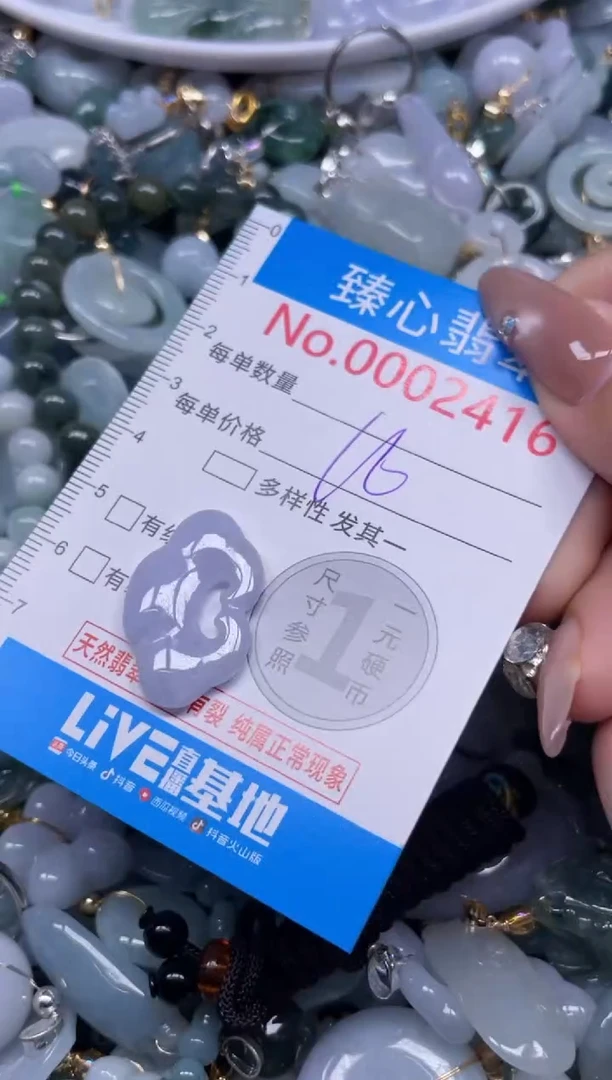 0
1
2
3
4
5
6
7
臻心翡
No.0002416
每单数量
每单价格
多样性 发其一
有
有
尺寸参照
1
一元硬币
天然翡翠
有裂 纯属正常现象
LiVE直播基地
今日头条 抖音 西瓜视频 抖音火山版